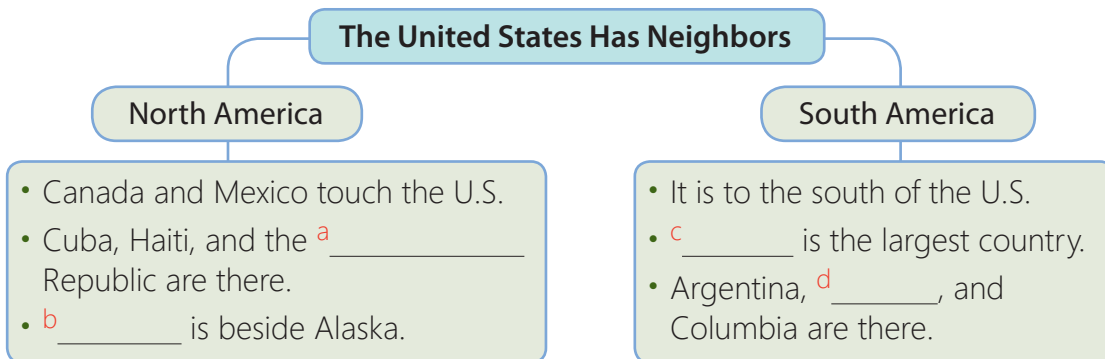 The United States Has Neighbors
North America
• Canada and Mexico touch the U.S.
• Cuba, Haiti, and the a______________
Republic are there.
• b_________ is beside Alaska.
South America
• It is to the south of the U.S.
• c________ is the largest country.
• Argentina, d________, and
Columbia are there.